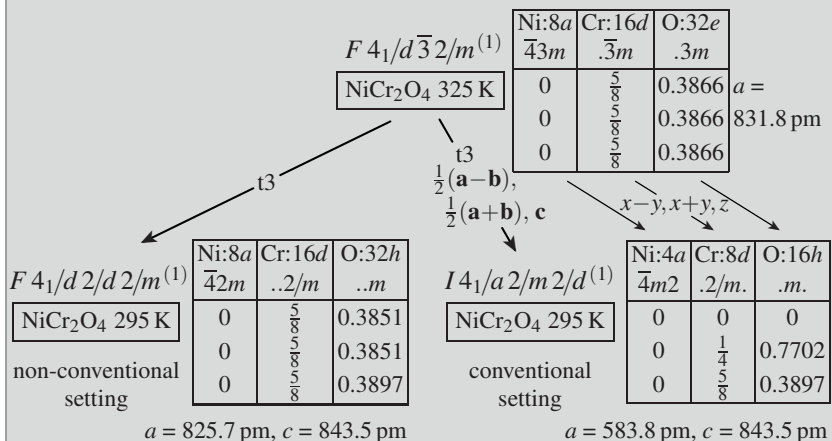 Ni:8a Cr:16d O:32e
F 4₁/d 3̅ 2/m⁽¹⁾ 4̅3m .3̅m .3m
NiCr₂O₄ 325 K 0 5/8 0.3866 a =
0 5/8 0.3866 831.8 pm
0 5/8 0.3866
t3
t3
½(a−b),
½(a+b), c
x−y, x+y, z
Ni:8a Cr:16d O:32h
F 4₁/d 2/d 2/m⁽¹⁾ 4̅2m ..2/m ..m
NiCr₂O₄ 295 K 0 5/8 0.3851
0 5/8 0.3851
non-conventional 0 5/8 0.3897
setting
a = 825.7 pm, c = 843.5 pm
Ni:4a Cr:8d O:16h
I 4₁/a 2/m 2/d⁽¹⁾ 4̅m2 .2/m. .m.
NiCr₂O₄ 295 K 0 0 0
0 1/4 0.7702
conventional 0 5/8 0.3897
setting
a = 583.8 pm, c = 843.5 pm